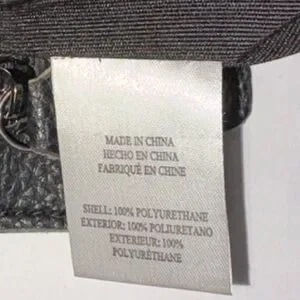 MADE IN CHINA
HECHO EN CHINA
FABRIQUÉ EN CHINE
SHELL: 100% POLYURETHANE
EXTERIOR: 100% POLIURETANO
EXTERIEUR: 100%
POLYURÉTHANE